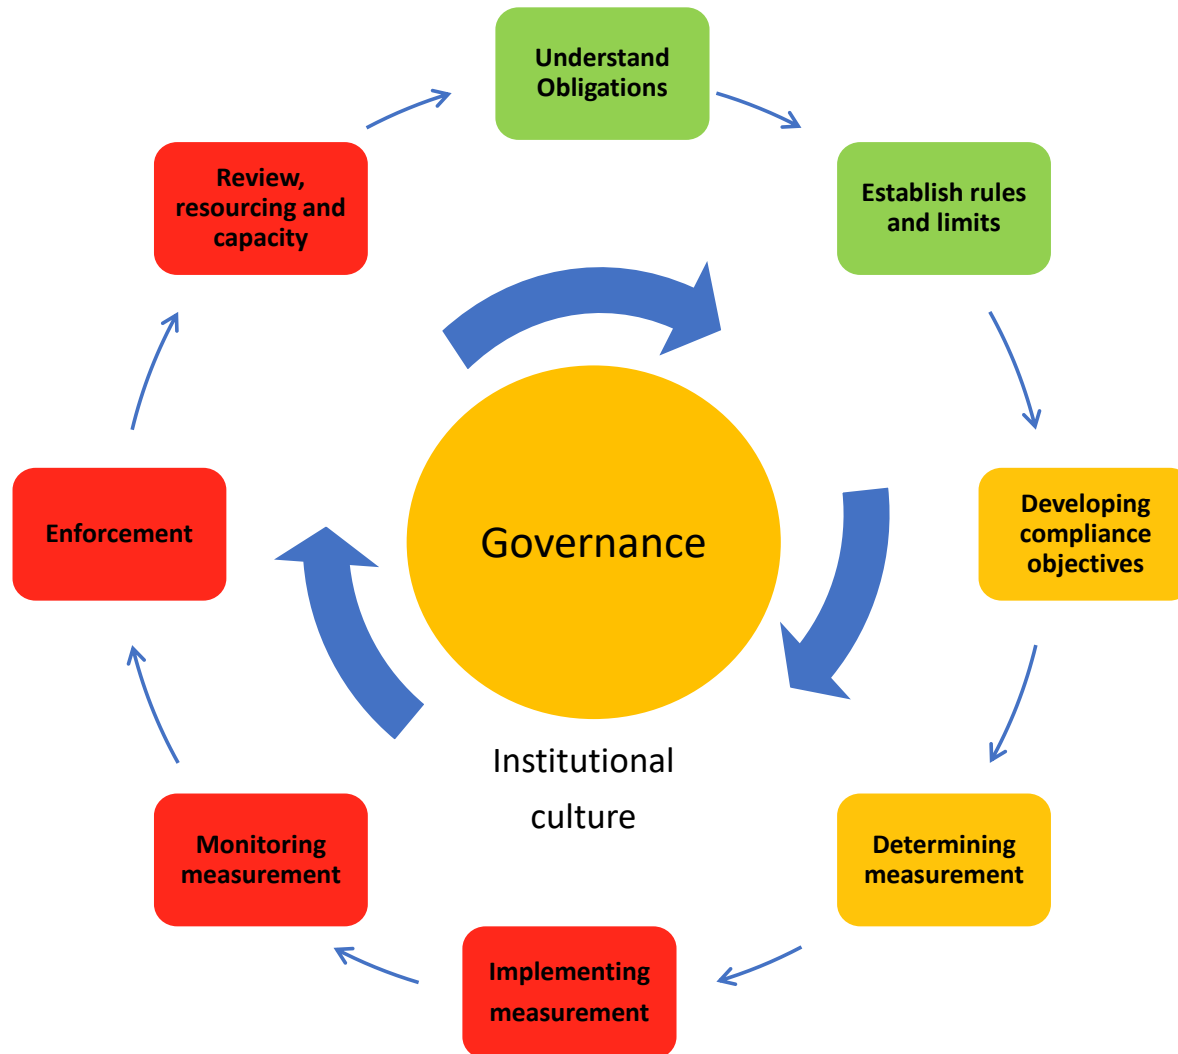 Understand
Obligations
Establish rules
and limits
Developing
compliance
objectives
Determining
measurement
Implementing
measurement
Monitoring
measurement
Enforcement
Review,
resourcing and
capacity
Governance
Institutional
culture